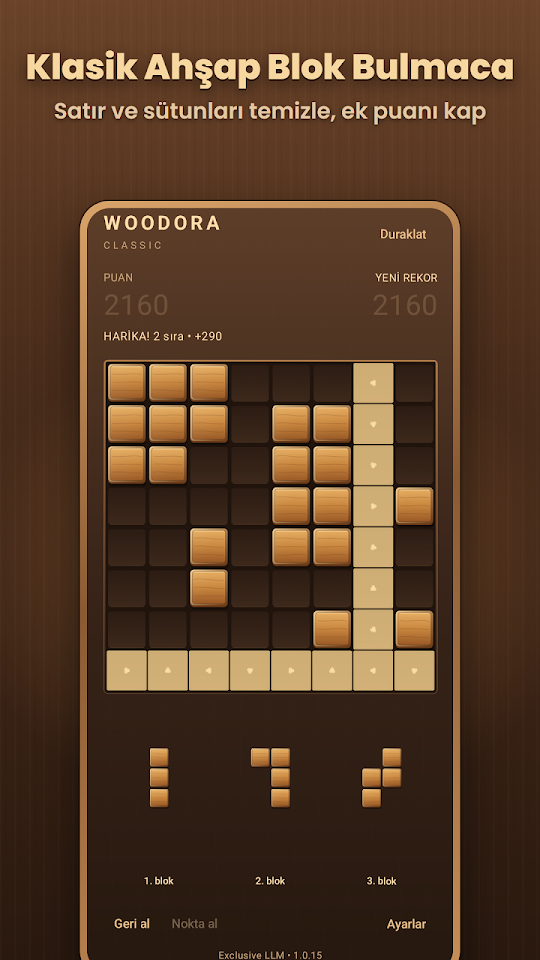 Klasik Ahşap Blok Bulmaca
Satır ve sütunları temizle, ek puanı kap
WOODORA
CLASSIC
Duraklat
PUAN
YENİ REKOR
2160
2160
HARİKA! 2 sıra • +290
1. blok
2. blok
3. blok
Geri al
Nokta al
Ayarlar
Exclusive LLM • 1.0.15